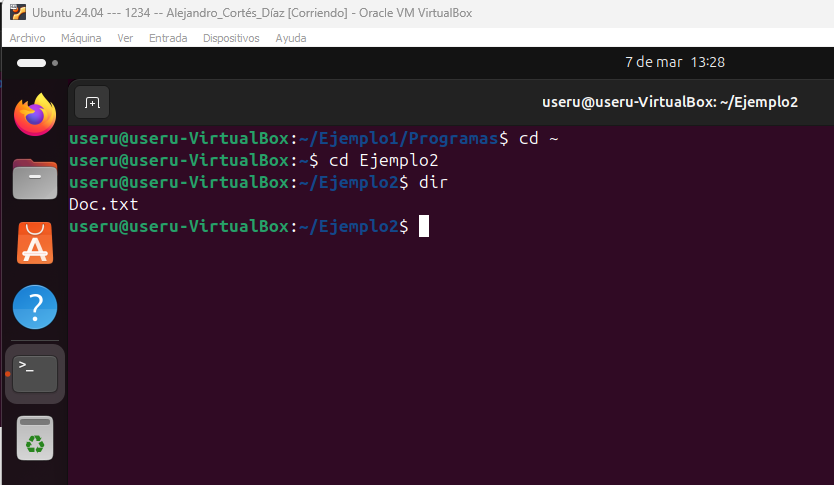 Ubuntu 24.04 --- 1234 -- Alejandro_Cortés_Díaz [Corriendo] - Oracle VM VirtualBox
Archivo Máquina Ver Entrada Dispositivos Ayuda
7 de mar 13:28
useru@useru-VirtualBox: ~/Ejemplo2
useru@useru-VirtualBox:~/Ejemplo1/Programas$ cd ~
useru@useru-VirtualBox:~$ cd Ejemplo2
useru@useru-VirtualBox:~/Ejemplo2$ dir
Doc.txt
useru@useru-VirtualBox:~/Ejemplo2$